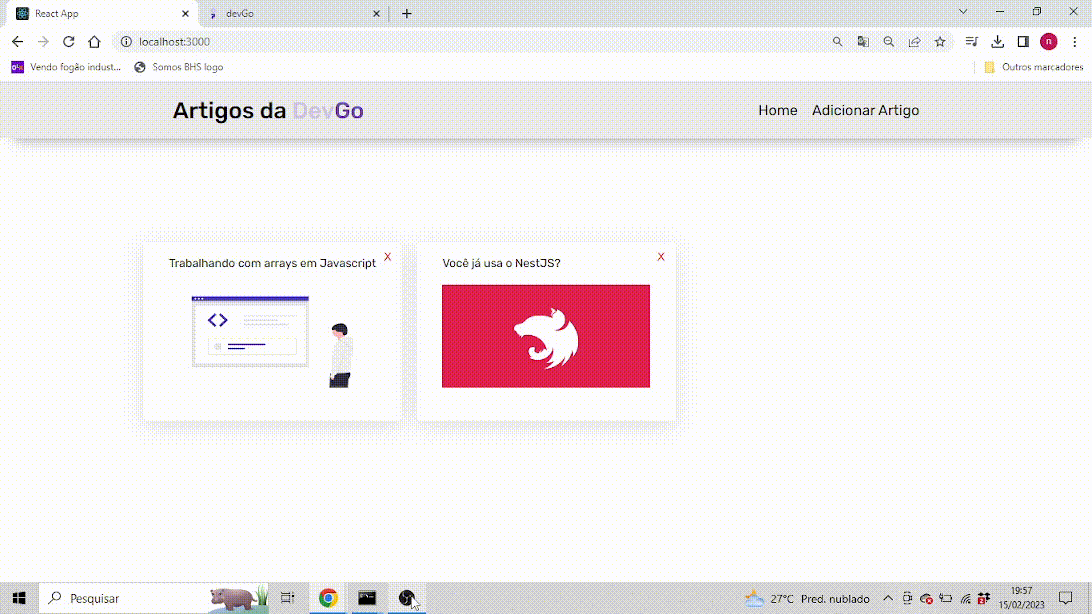 React App
devGo
localhost:3000
n
Vendo fogão indust...
Somos BHS logo
Outros marcadores
Artigos da DevGo
Home
Adicionar Artigo
Trabalhando com arrays em Javascript
X
Você já usa o NestJS?
X
Pesquisar
27°C Pred. nublado
19:57
15/02/2023